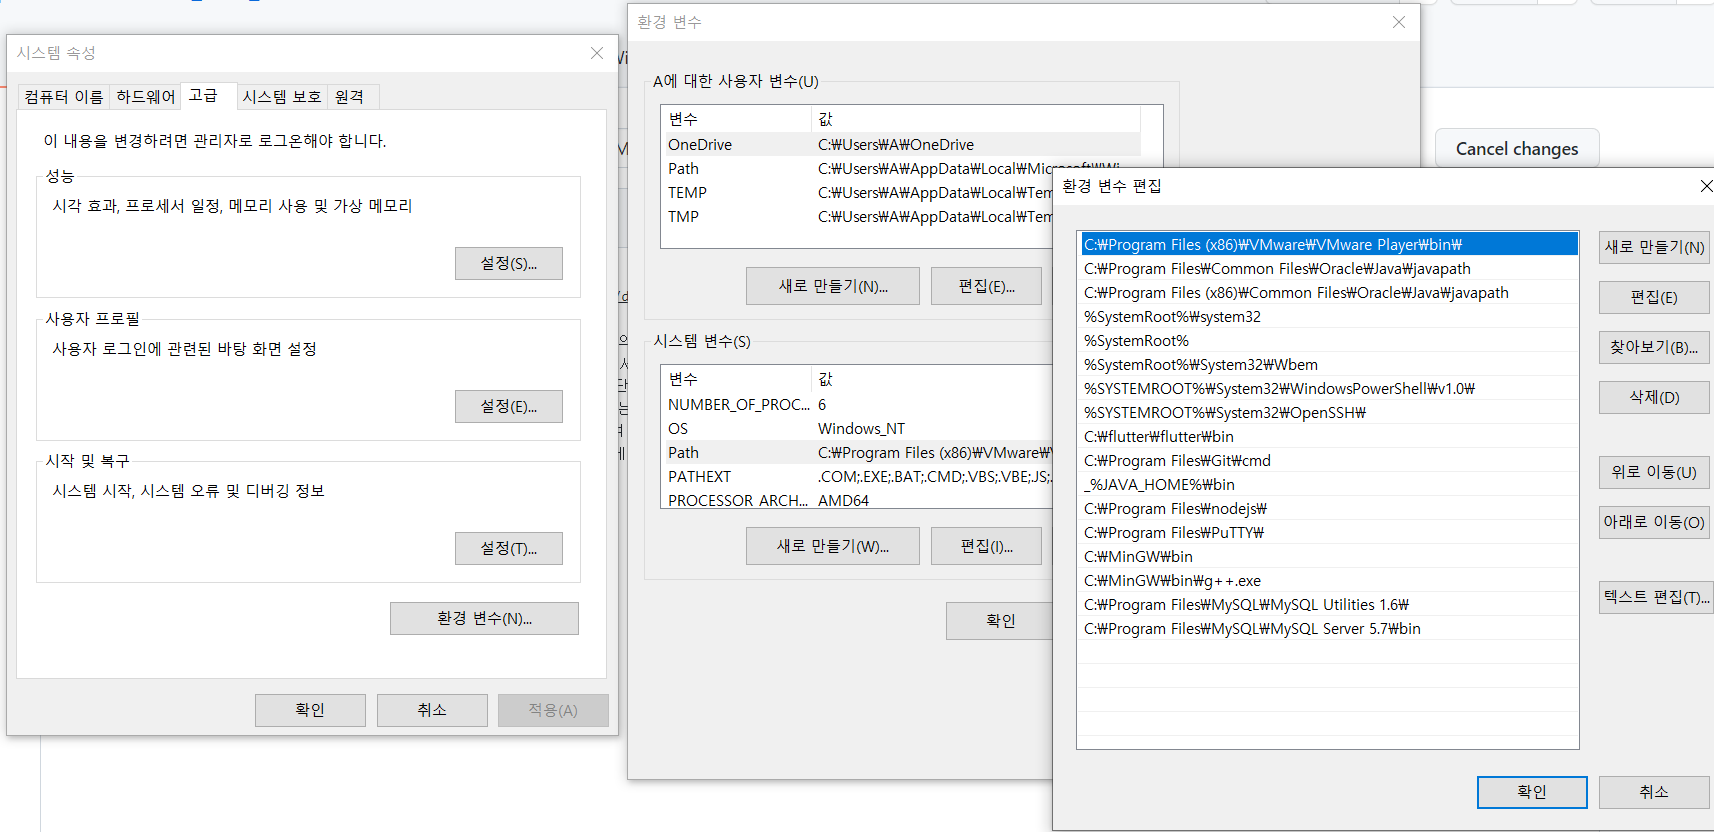 시스템 속성
컴퓨터 이름 하드웨어 고급 시스템 보호 원격
이 내용을 변경하려면 관리자로 로그온해야 합니다.
성능
시각 효과, 프로세서 일정, 메모리 사용 및 가상 메모리
설정(S)...
사용자 프로필
사용자 로그인에 관련된 바탕 화면 설정
설정(E)...
시작 및 복구
시스템 시작, 시스템 오류 및 디버깅 정보
설정(T)...
환경 변수(N)...
확인 취소 적용(A)
환경 변수
A에 대한 사용자 변수(U)
변수 값
OneDrive C:₩Users₩A₩OneDrive
Path C:₩Users₩A₩AppData₩Local₩Microsoft₩Wi...
TEMP C:₩Users₩A₩AppData₩Local₩Tem
TMP C:₩Users₩A₩AppData₩Local₩Tem
새로 만들기(N)... 편집(E)...
시스템 변수(S)
변수 값
NUMBER_OF_PROC... 6
OS Windows_NT
Path C:₩Program Files (x86)₩VMware₩V
PATHEXT .COM;.EXE;.BAT;.CMD;.VBS;.VBE;.JS;.
PROCESSOR_ARCH... AMD64
새로 만들기(W)... 편집(I)...
확인
Cancel changes
환경 변수 편집
C:₩Program Files (x86)₩VMware₩VMware Player₩bin₩
C:₩Program Files₩Common Files₩Oracle₩Java₩javapath
C:₩Program Files (x86)₩Common Files₩Oracle₩Java₩javapath
%SystemRoot%₩system32
%SystemRoot%
%SystemRoot%₩System32₩Wbem
%SYSTEMROOT%₩System32₩WindowsPowerShell₩v1.0₩
%SYSTEMROOT%₩System32₩OpenSSH₩
C:₩flutter₩flutter₩bin
C:₩Program Files₩Git₩cmd
_%JAVA_HOME%₩bin
C:₩Program Files₩nodejs₩
C:₩Program Files₩PuTTY₩
C:₩MinGW₩bin
C:₩MinGW₩bin₩g++.exe
C:₩Program Files₩MySQL₩MySQL Utilities 1.6₩
C:₩Program Files₩MySQL₩MySQL Server 5.7₩bin
새로 만들기(N)
편집(E)
찾아보기(B)...
삭제(D)
위로 이동(U)
아래로 이동(O)
텍스트 편집(T)...
확인 취소